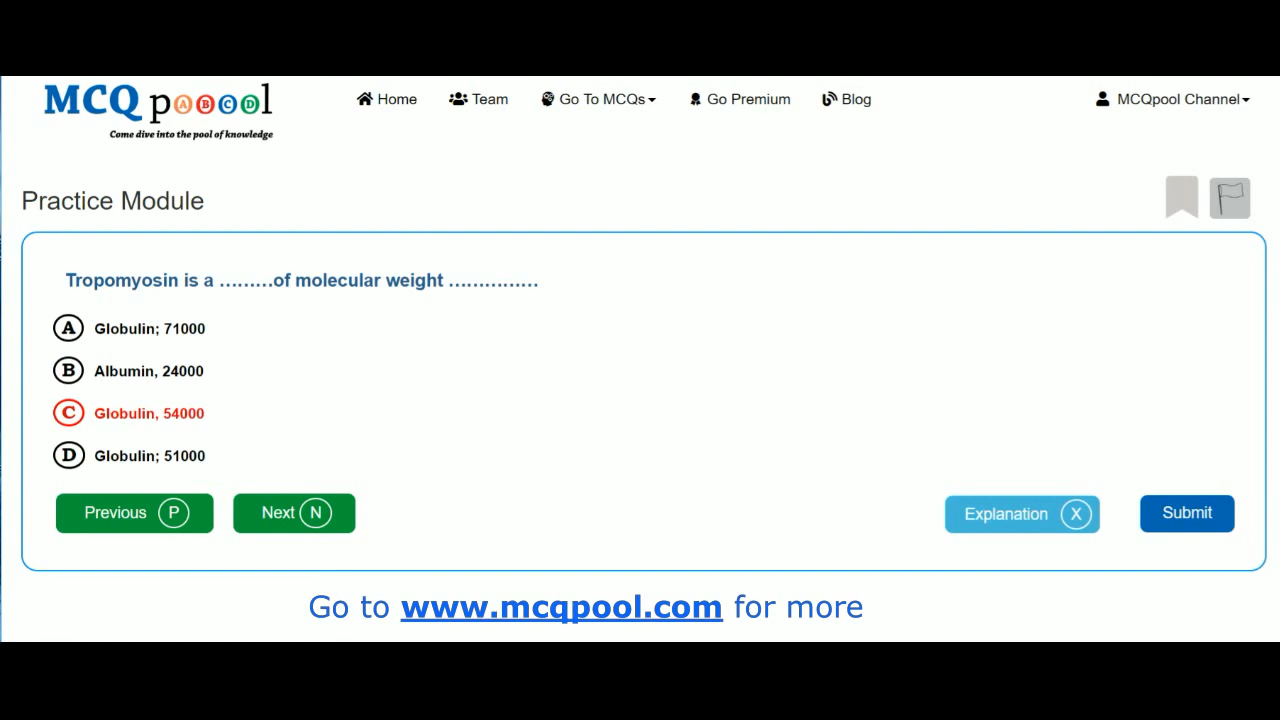 MCQ pABCDl
Come dive into the pool of knowledge
Home Team Go To MCQs Go Premium Blog MCQpool Channel
Practice Module
Tropomyosin is a ………of molecular weight ……………
A Globulin; 71000
B Albumin, 24000
C Globulin, 54000
D Globulin; 51000
Previous P Next N Explanation X Submit
Go to www.mcqpool.com for more